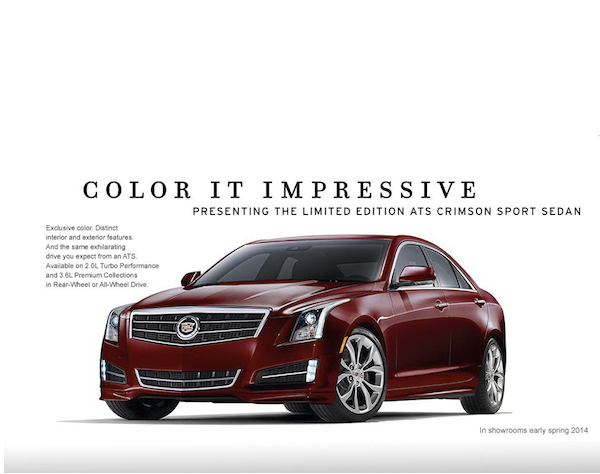 COLOR IT IMPRESSIVE
PRESENTING THE LIMITED EDITION ATS CRIMSON SPORT SEDAN
Exclusive color. Distinct
interior and exterior features.
And the same exhilarating
drive you expect from an ATS.
Available on 2.0L Turbo Performance
and 3.6L Premium Collections
in Rear-Wheel or All-Wheel Drive.
In showrooms early spring 2014